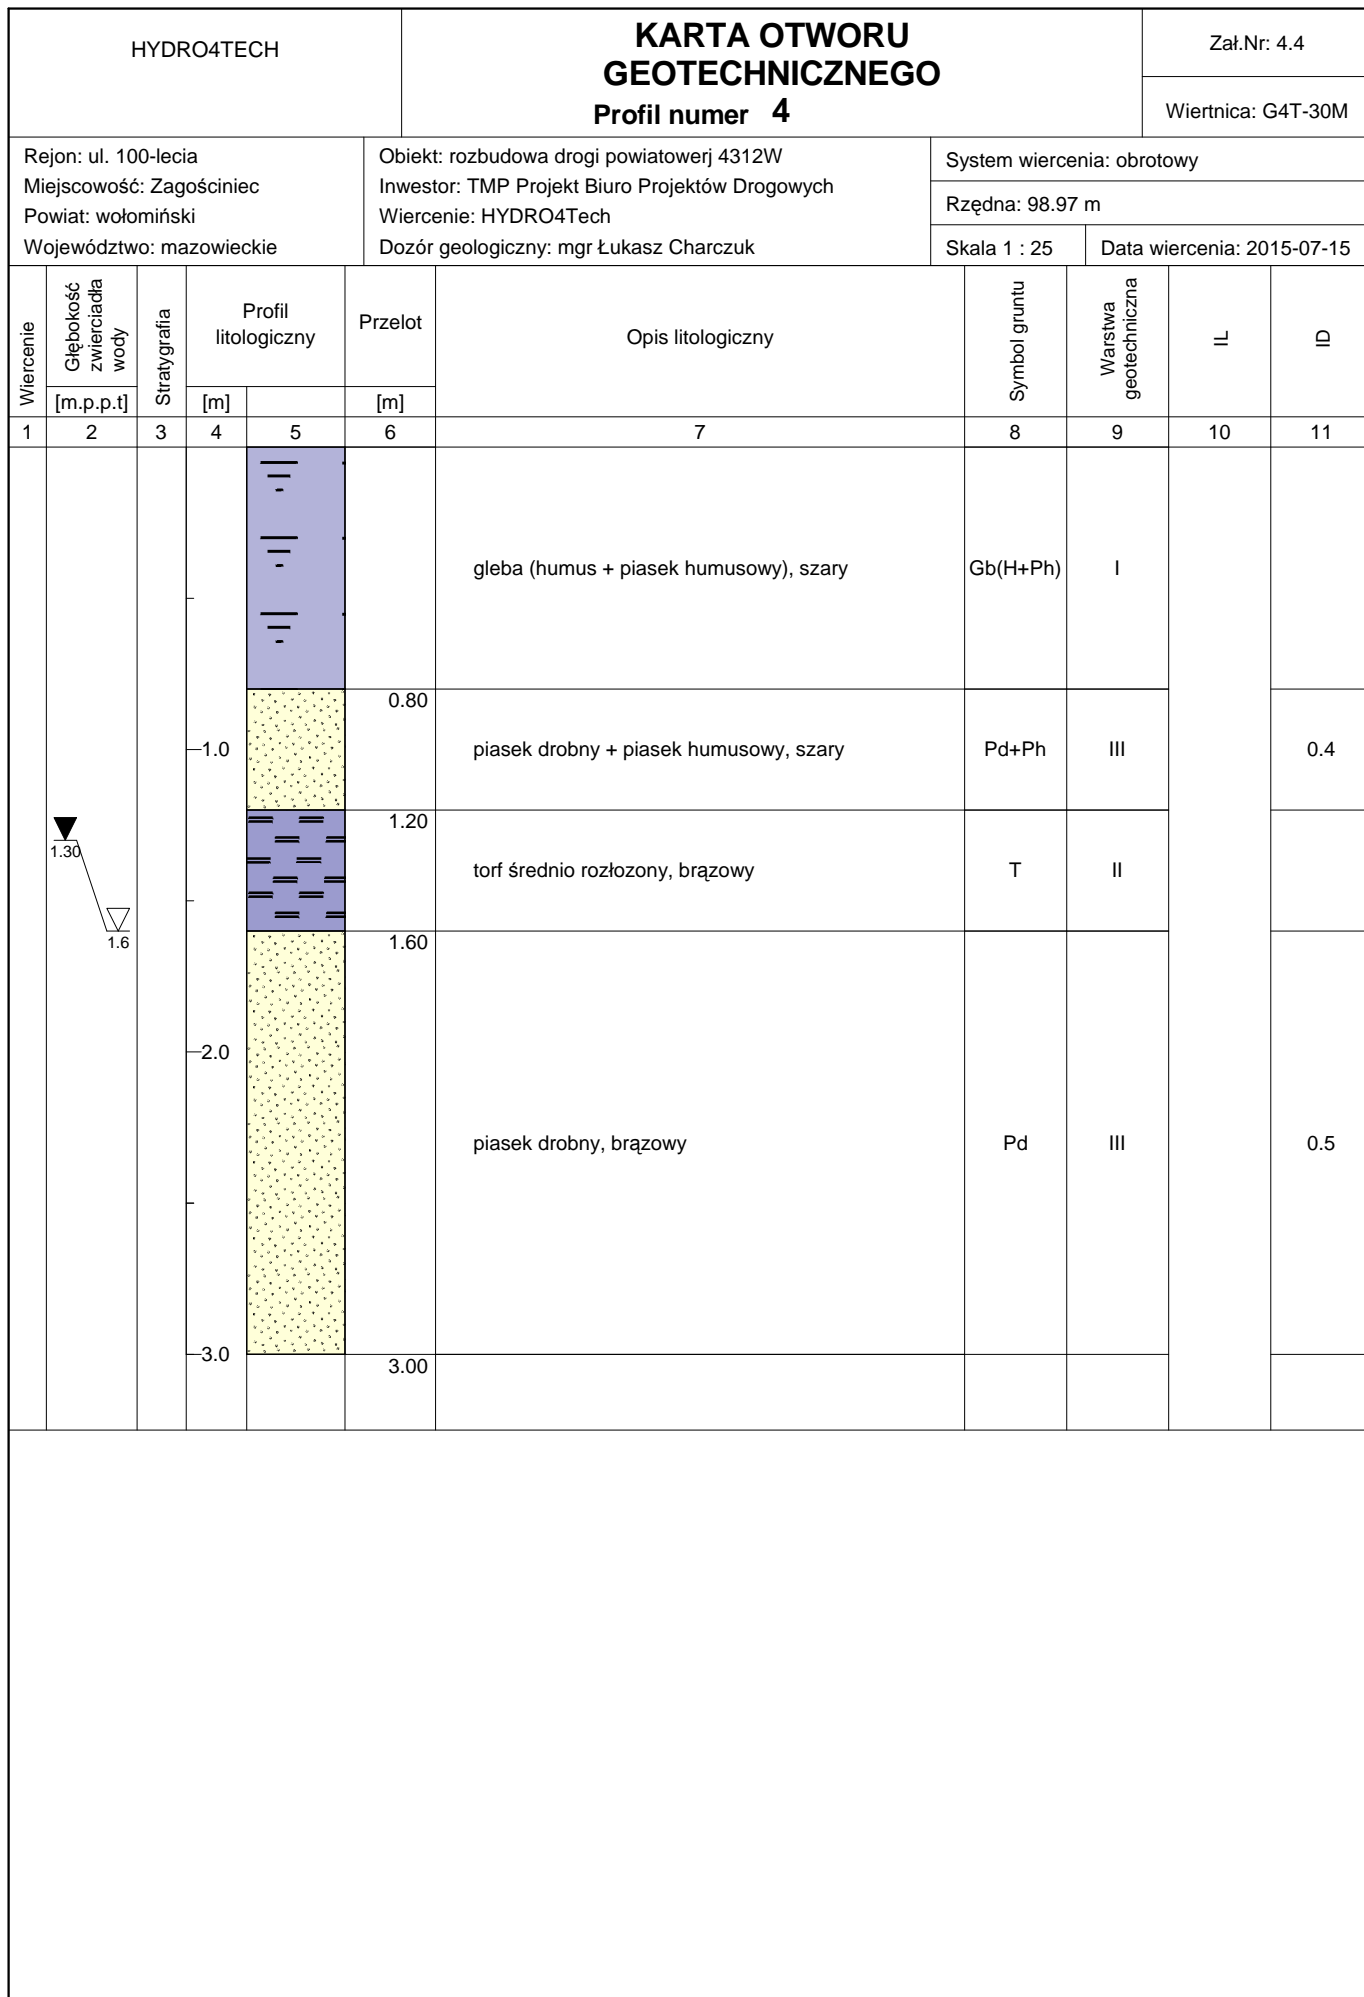 HYDRO4TECH
KARTA OTWORU
GEOTECHNICZNEGO
Profil numer 4
Zał.Nr: 4.4
Wiertnica: G4T-30M
Rejon: ul. 100-lecia
Miejscowość: Zagościniec
Powiat: wołomiński
Województwo: mazowieckie
Obiekt: rozbudowa drogi powiatowerj 4312W
Inwestor: TMP Projekt Biuro Projektów Drogowych
Wiercenie: HYDRO4Tech
Dozór geologiczny: mgr Łukasz Charczuk
System wiercenia: obrotowy
Rzędna: 98.97 m
Skala 1 : 25
Data wiercenia: 2015-07-15
Wiercenie
Głębokość
zwierciadła
wody
[m.p.p.t]
Stratygrafia
Profil
litologiczny
[m]
Przelot
[m]
Opis litologiczny
Symbol gruntu
Warstwa
geotechniczna
IL
ID
1 2 3 4 5 6 7 8 9 10 11
gleba (humus + piasek humusowy), szary Gb(H+Ph) I
0.80
1.0 piasek drobny + piasek humusowy, szary Pd+Ph III 0.4
1.20
1.30
torf średnio rozłozony, brązowy T II
1.6
1.60
2.0
piasek drobny, brązowy Pd III 0.5
3.0
3.00